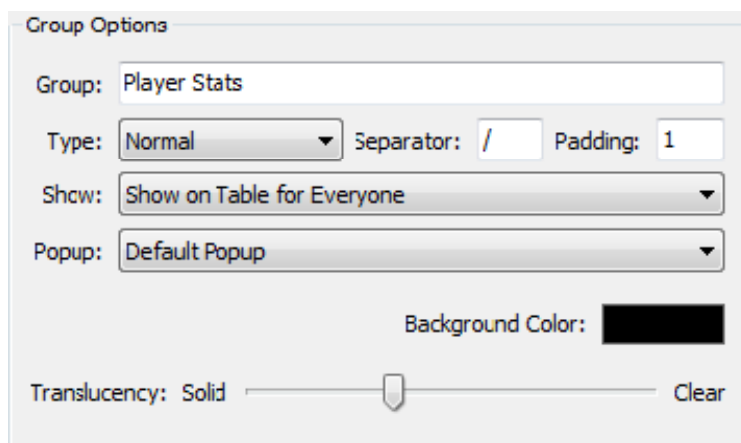 Group Options
Group: Player Stats
Type: Normal Separator: / Padding: 1
Show: Show on Table for Everyone
Popup: Default Popup
Background Color:
Translucency: Solid Clear